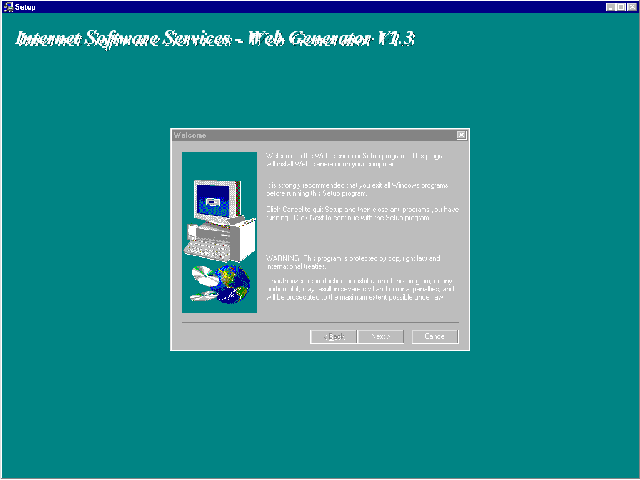 Setup
Internet Software Services - Web Generator V1.3
Welcome
Welcome to the Web Generator Setup program. This program
will install Web Generator on your computer.
It is strongly recommended that you exit all Windows programs
before running this Setup program.
Click Cancel to quit Setup and then close any programs you have
running. Click Next to continue with the Setup program.
WARNING: This program is protected by copyright law and
international treaties.
Unauthorized reproduction or distribution of this program, or any
portion of it, may result in severe civil and criminal penalties, and
will be prosecuted to the maximum extent possible under law.
< Back
Next >
Cancel